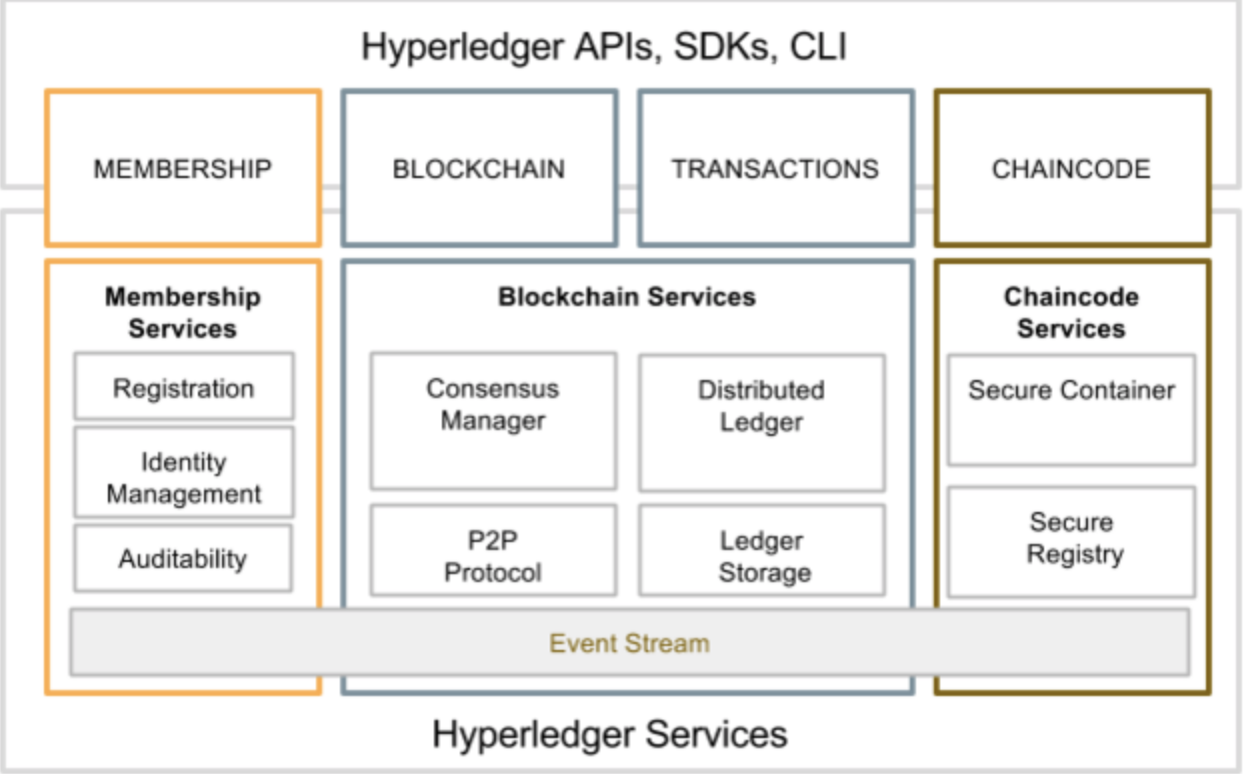 Hyperledger APIs, SDKs, CLI
MEMBERSHIP
BLOCKCHAIN
TRANSACTIONS
CHAINCODE
Membership
Services
Registration
Identity
Management
Auditability
Blockchain Services
Consensus
Manager
Distributed
Ledger
P2P
Protocol
Ledger
Storage
Chaincode
Services
Secure Container
Secure
Registry
Event Stream
Hyperledger Services